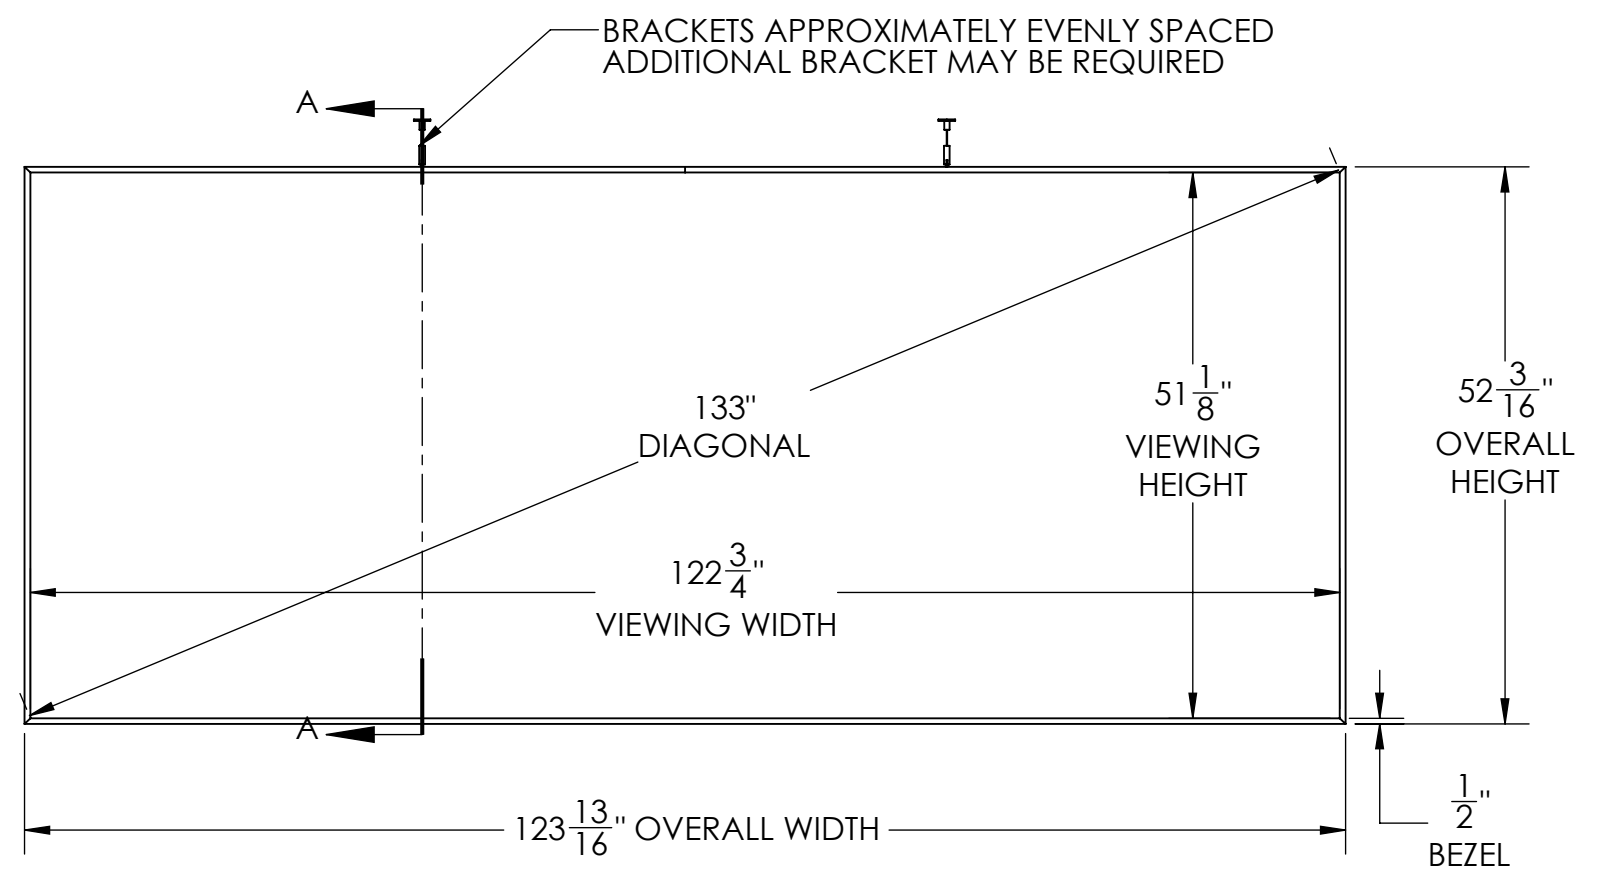 BRACKETS APPROXIMATELY EVENLY SPACED
ADDITIONAL BRACKET MAY BE REQUIRED
A
133"
DIAGONAL
51 1/8"
VIEWING
HEIGHT
52 3/16"
OVERALL
HEIGHT
122 3/4"
VIEWING WIDTH
A
123 13/16" OVERALL WIDTH
1/2"
BEZEL